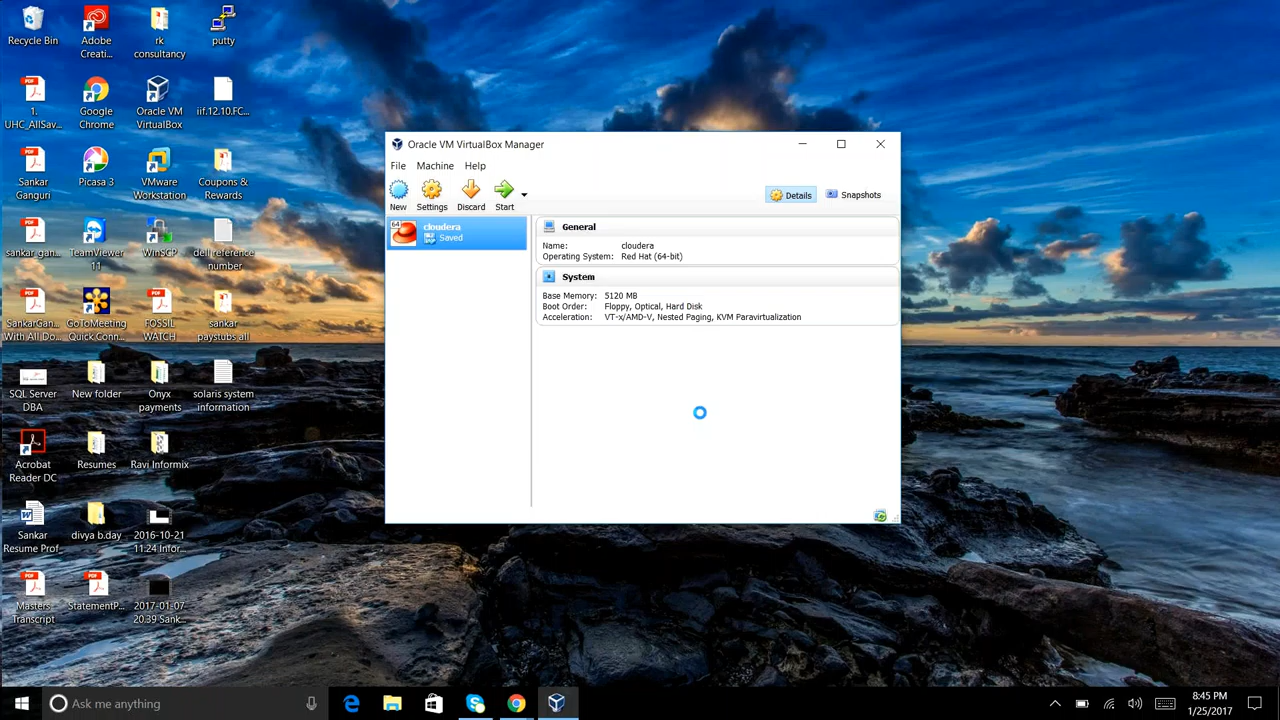 Recycle Bin
Adobe
Creati...
rk
consultancy
putty
1.
UHC_AllSav...
Google
Chrome
Oracle VM
VirtualBox
iif.12.10.FC...
Sankar
Ganguri
Picasa 3
VMware
Workstation
Coupons &
Rewards
sankar_gan...
TeamViewer
11
WinSCP
dell reference
number
SankarGan...
With All Do...
GoToMeeting
Quick Conn...
FOSSIL
WATCH
sankar
paystubs all
SQL Server
DBA
New folder
Onyx
payments
solaris system
information
Acrobat
Reader DC
Resumes
Ravi Informix
Sankar
Resume Prof...
divya b.day
2016-10-21
11:24 Infor...
Masters
Transcript
StatementP...
2017-01-07
20.39 Sank...
Oracle VM VirtualBox Manager
File Machine Help
New Settings Discard Start
Details Snapshots
64
cloudera
Saved
General
Name: cloudera
Operating System: Red Hat (64-bit)
System
Base Memory: 5120 MB
Boot Order: Floppy, Optical, Hard Disk
Acceleration: VT-x/AMD-V, Nested Paging, KVM Paravirtualization
Ask me anything
8:45 PM
1/25/2017